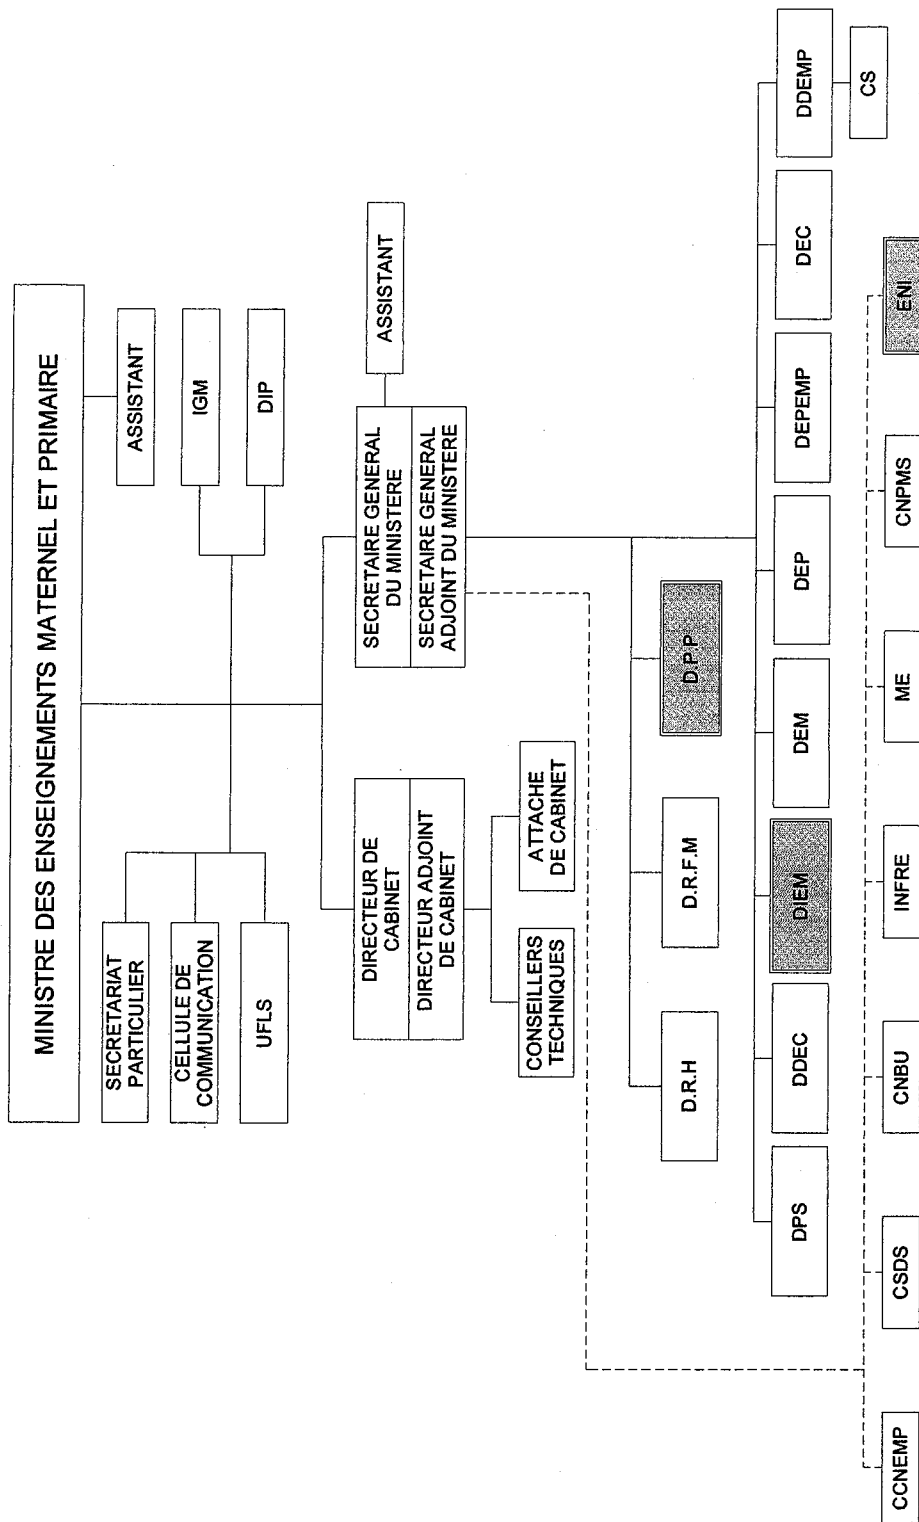 MINISTRE DES ENSEIGNEMENTS MATERNEL ET PRIMAIRE
SECRETARIAT
PARTICULIER
CELLULE DE
COMMUNICATION
UFLS
ASSISTANT
IGM
DIP
DIRECTEUR DE
CABINET
DIRECTEUR ADJOINT
DE CABINET
SECRETAIRE GENERAL
DU MINISTERE
SECRETAIRE GENERAL
ADJOINT DU MINISTERE
ASSISTANT
CONSEILLERS
TECHNIQUES
ATTACHE
DE CABINET
D.R.H
D.R.F.M
D.P.P
DPS
DDEC
DIEM
DEM
DEP
DEPEMP
DEC
DDEMP
CS
CCNEMP
CSDS
CNBU
INFRE
ME
CNPMS
ENI